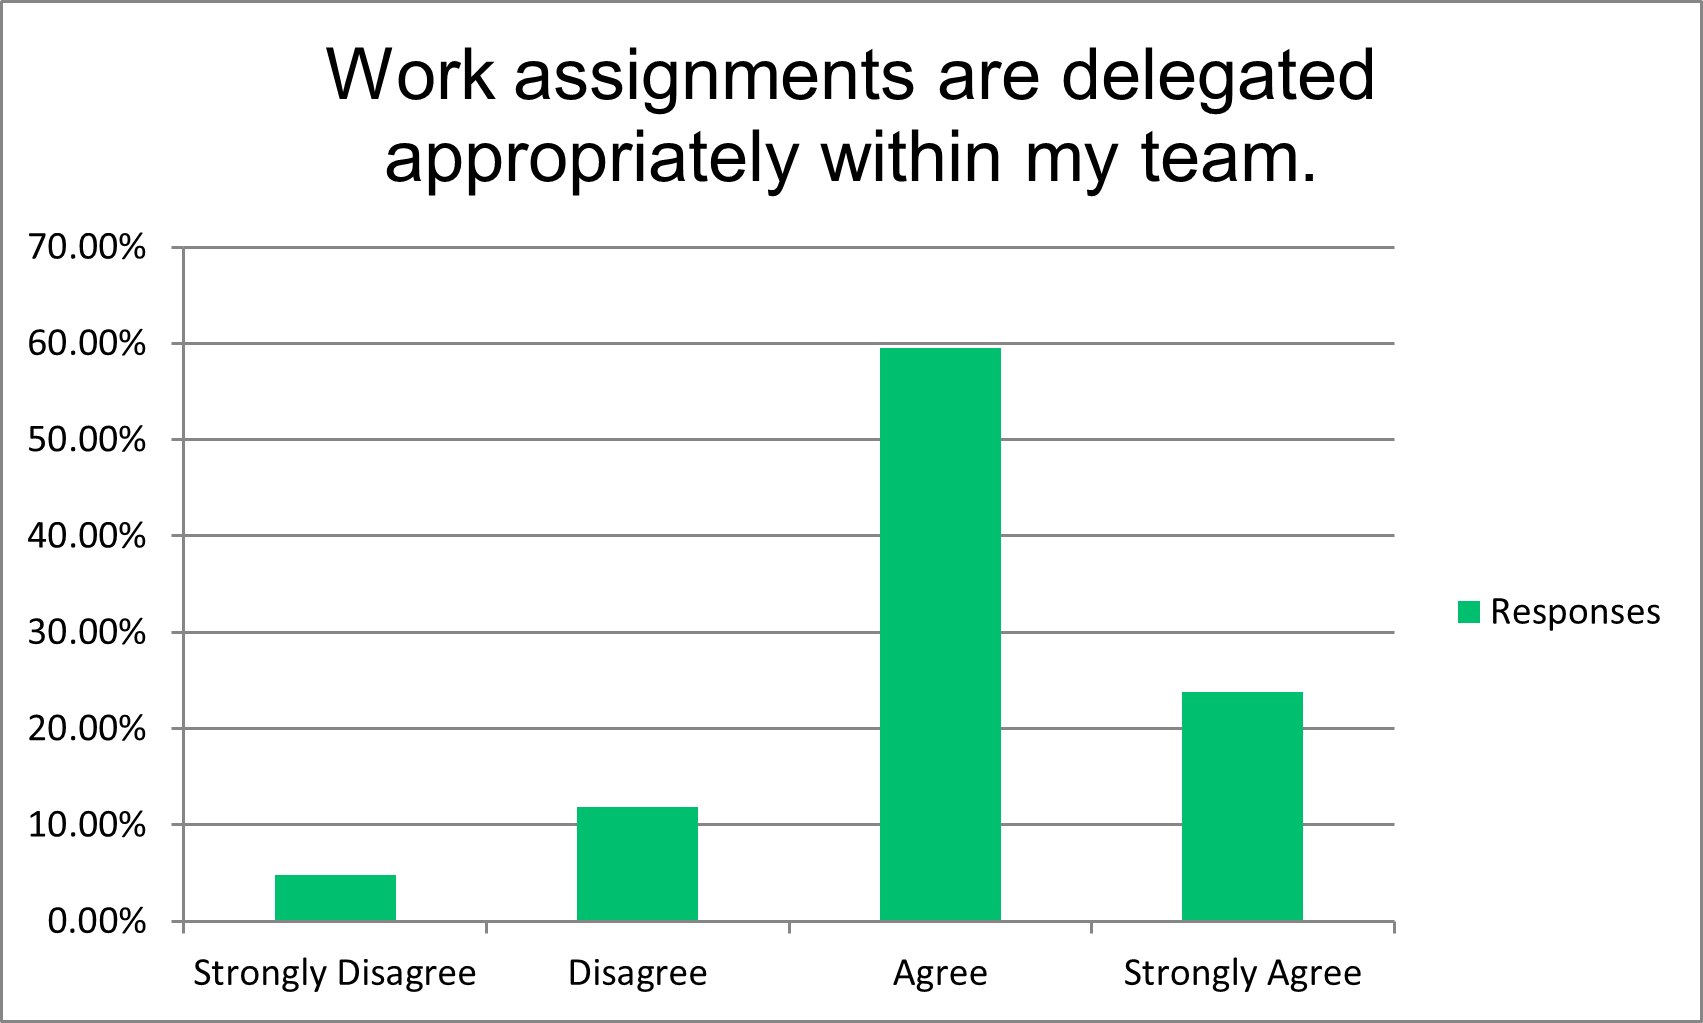 Work assignments are delegated
appropriately within my team.
70.00%
60.00%
50.00%
40.00%
30.00%
20.00%
10.00%
0.00%
Strongly Disagree
Disagree
Agree
Strongly Agree
Responses